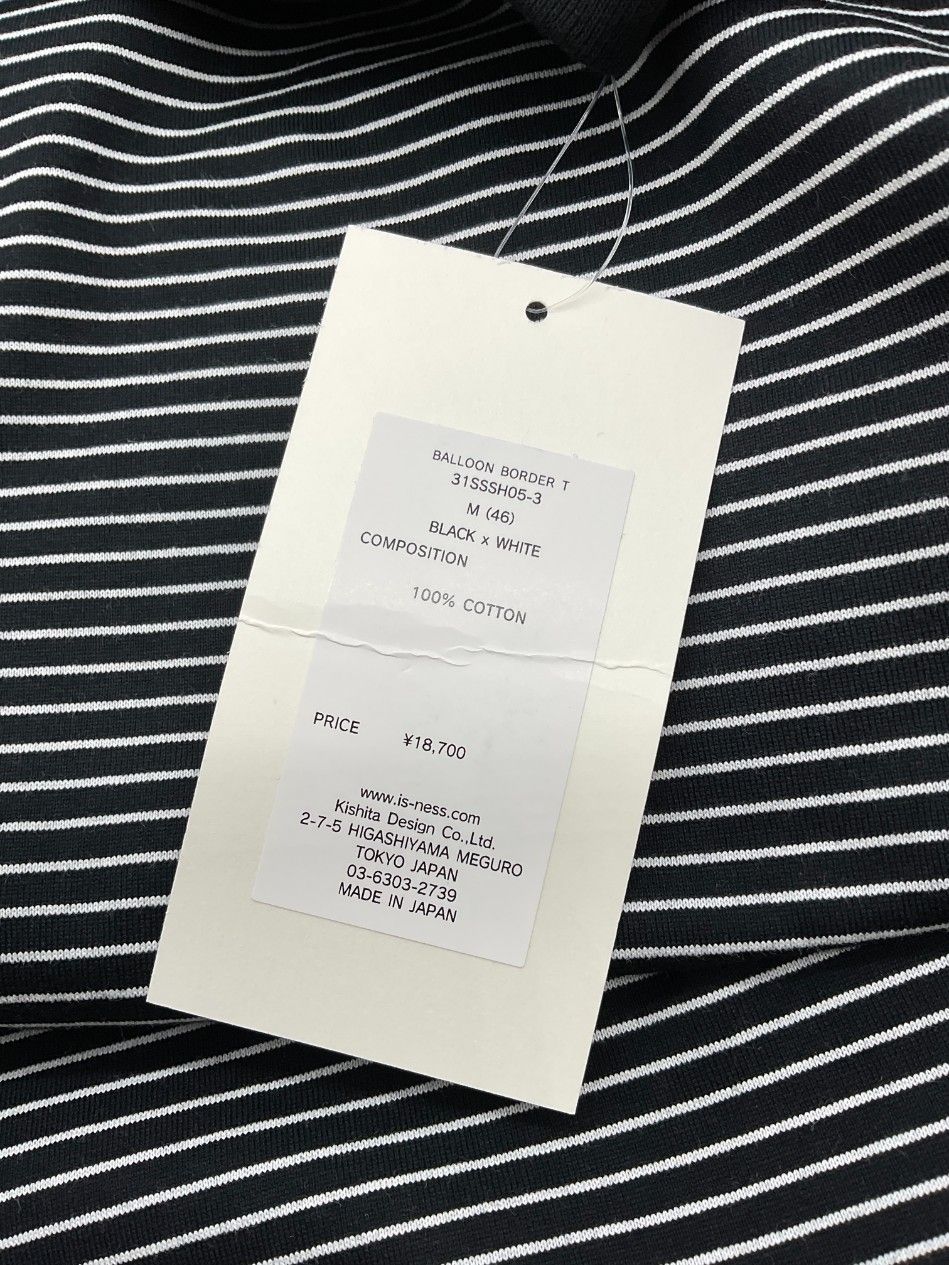 BALLOON BORDER T
31SSSH05-3
M (46)
BLACK x WHITE
COMPOSITION
100% COTTON
PRICE ¥18,700
www.is-ness.com
Kishita Design Co.,Ltd.
2-7-5 HIGASHIYAMA MEGURO
TOKYO JAPAN
03-6303-2739
MADE IN JAPAN